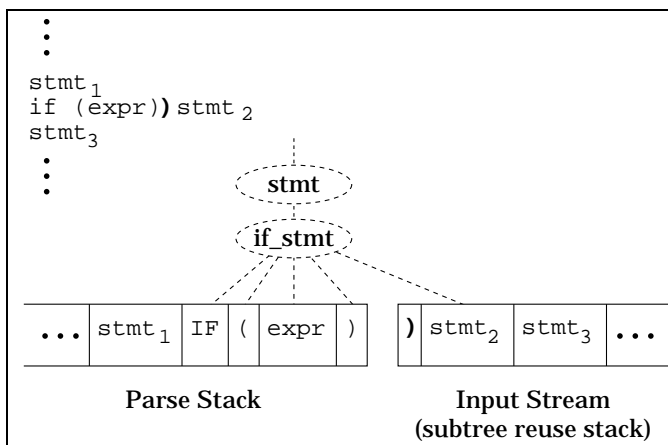 stmt₁
if (expr)) stmt₂
stmt₃
stmt
if_stmt
... stmt₁ IF ( expr ) ) stmt₂ stmt₃ ...
Parse Stack Input Stream
(subtree reuse stack)